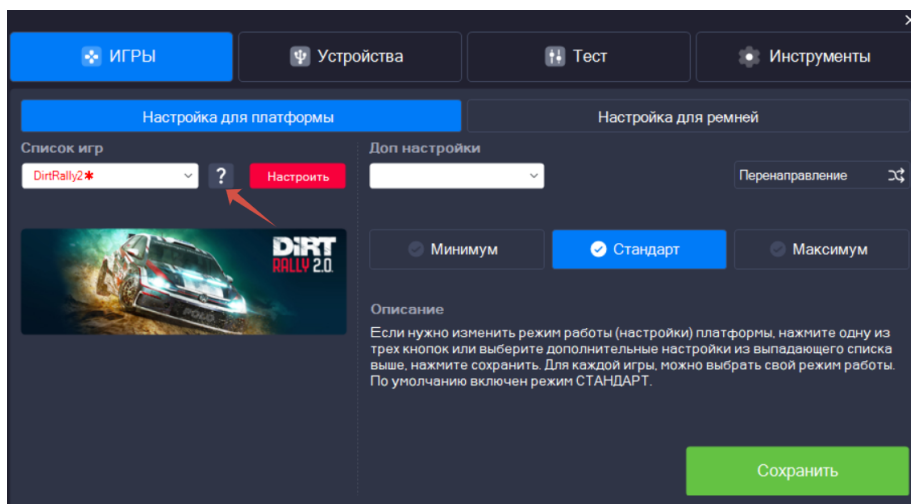 ИГРЫ
Устройства
Тест
Инструменты
Настройка для платформы
Настройка для ремней
Список игр
Доп настройки
DirtRally2✱
?
Настроить
Перенаправление
DiRT
RALLY 2.0
Минимум
Стандарт
Максимум
POLO
Описание
Если нужно изменить режим работы (настройки) платформы, нажмите одну из
трех кнопок или выберите дополнительные настройки из выпадающего списка
выше, нажмите сохранить. Для каждой игры, можно выбрать свой режим работы.
По умолчанию включен режим СТАНДАРТ.
Сохранить